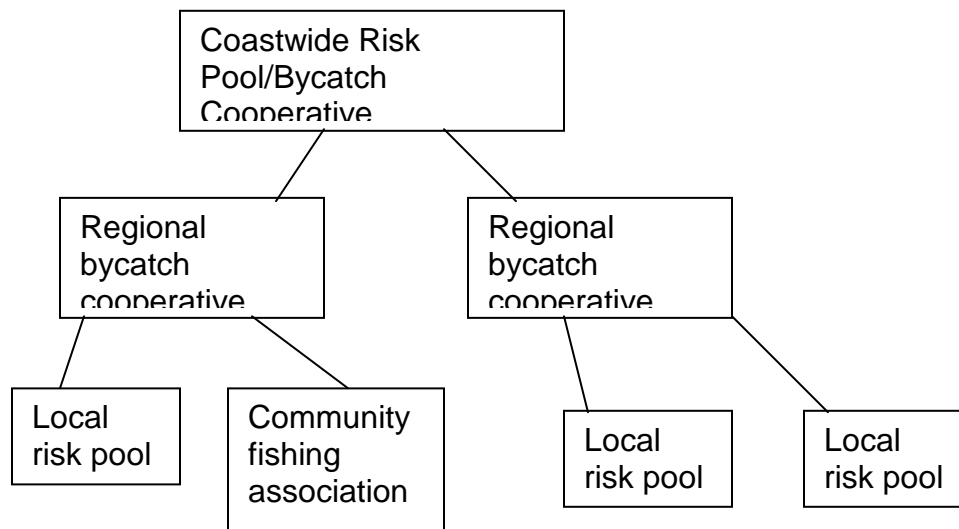 Coastwide Risk
Pool/Bycatch
Cooperative
Regional
bycatch
cooperative
Regional
bycatch
cooperative
Local
risk pool
Community
fishing
association
Local
risk pool
Local
risk pool